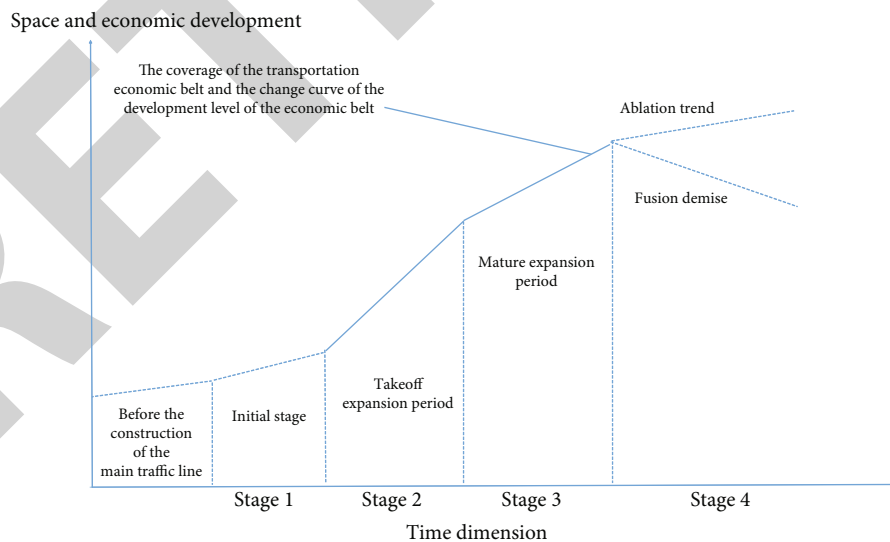 Space and economic development
The coverage of the transportation
economic belt and the change curve of the
development level of the economic belt
Ablation trend
Fusion demise
Mature expansion
period
Takeoff
expansion period
Initial stage
Before the
construction
of the
main traffic line
Stage 1
Stage 2
Stage 3
Stage 4
Time dimension